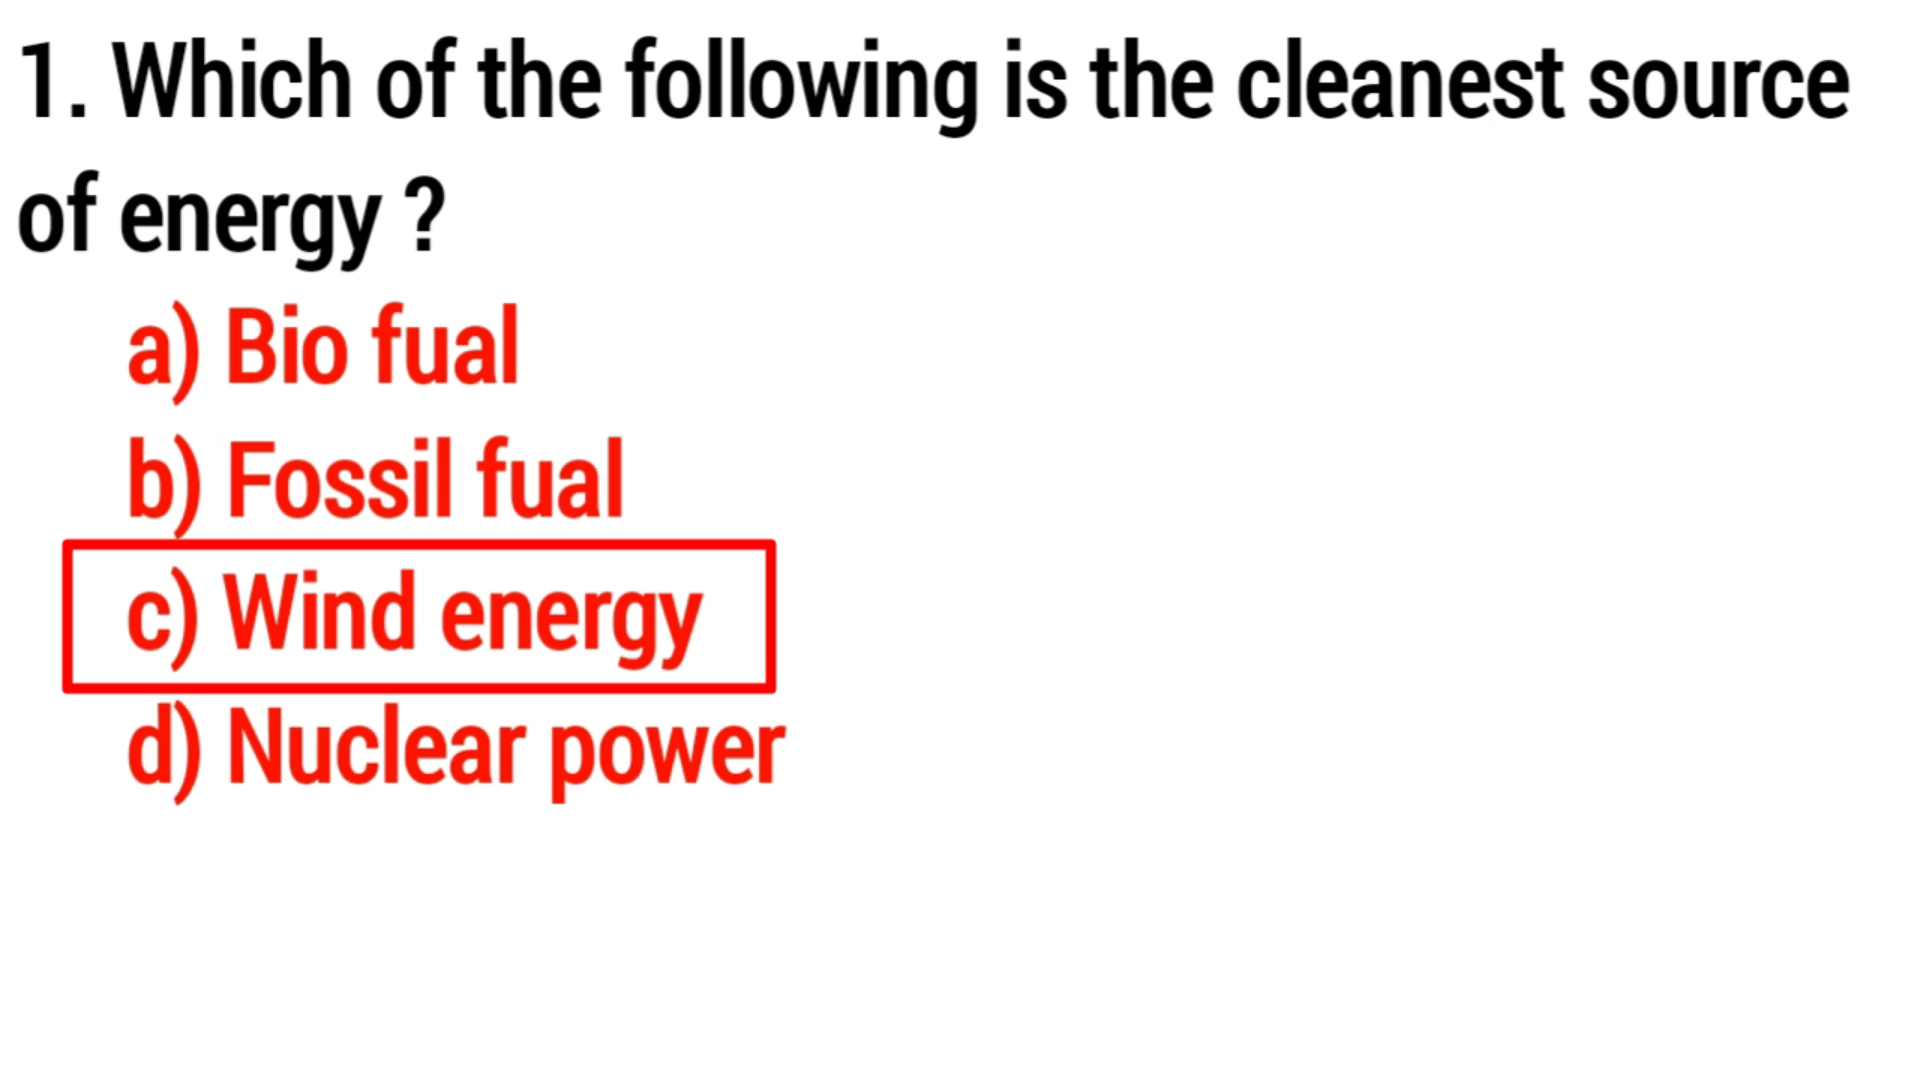 1. Which of the following is the cleanest source
of energy ?
a) Bio fual
b) Fossil fual
c) Wind energy
d) Nuclear power